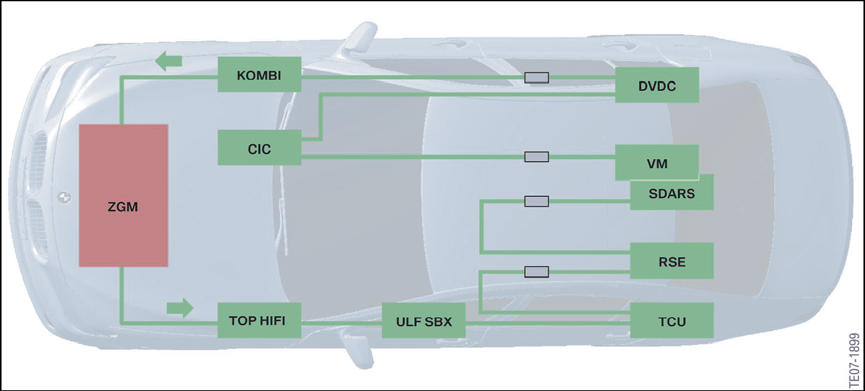 KOMBI
DVDC
CIC
VM
SDARS
ZGM
RSE
TOP HIFI
ULF SBX
TCU
TE07-1899